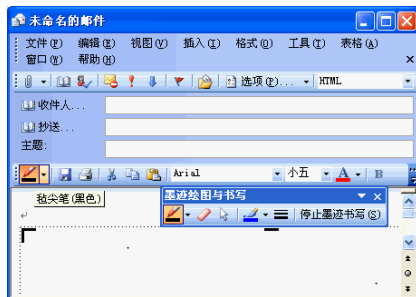 未命名的邮件
文件(F) 编辑(E) 视图(V) 插入(I) 格式(O) 工具(T) 表格(A)
窗口(W) 帮助(H)
选项(P)... HTML
收件人...
抄送...
主题:
Arial 小五 A B
毡尖笔(黑色)
墨迹绘图与书写
停止墨迹书写(S)